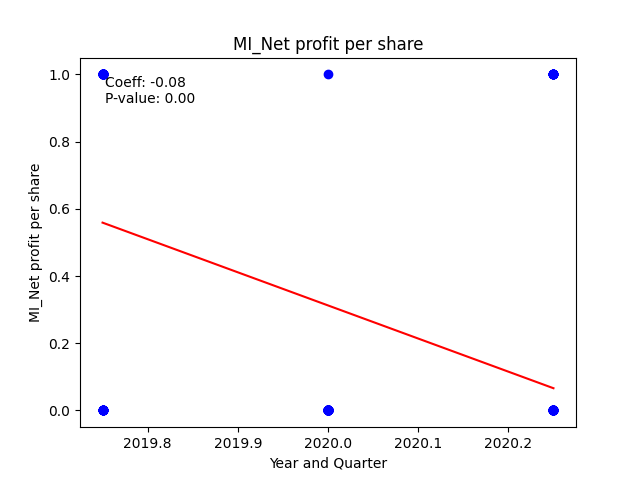 MI_Net profit per share
Coeff: -0.08
P-value: 0.00
MI_Net profit per share
1.0
0.8
0.6
0.4
0.2
0.0
2019.8 2019.9 2020.0 2020.1 2020.2
Year and Quarter